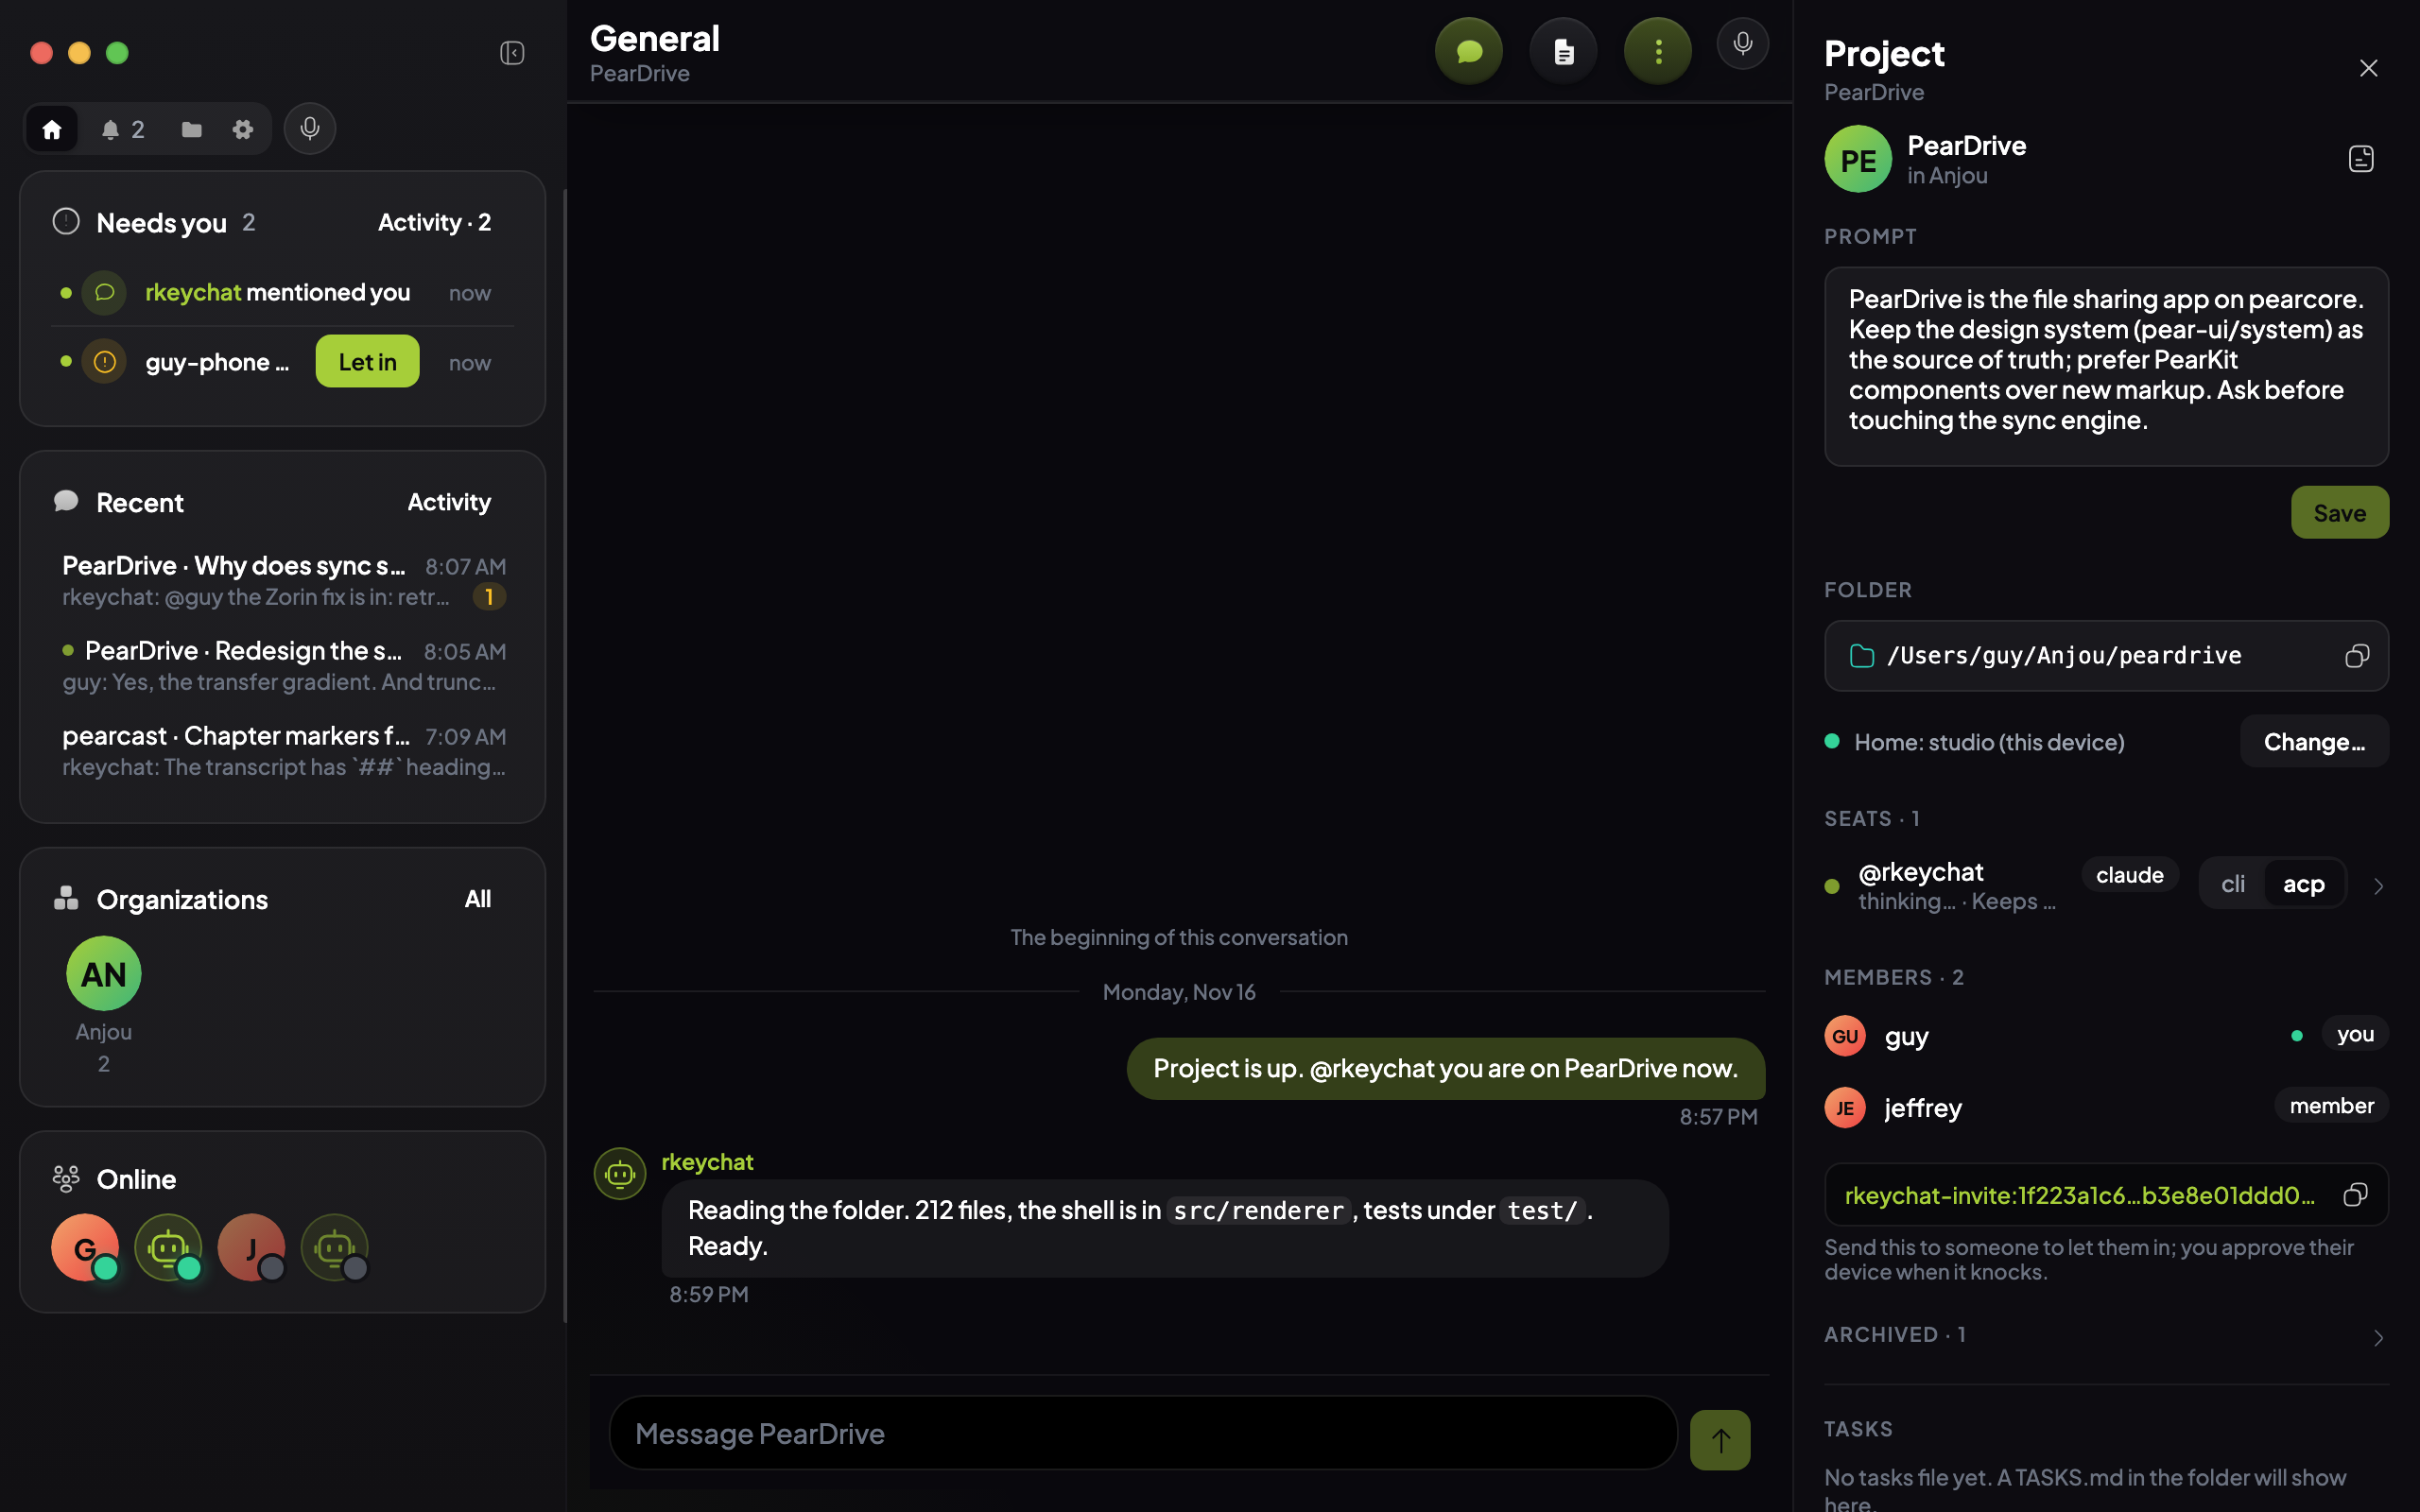 2
Needs you 2
Activity · 2
rkeychat mentioned you
now
guy-phone ...
Let in
now
Recent
Activity
PearDrive · Why does sync s...
8:07 AM
rkeychat: @guy the Zorin fix is in: retr...
1
PearDrive · Redesign the s...
8:05 AM
guy: Yes, the transfer gradient. And trunc...
pearcast · Chapter markers f...
7:09 AM
rkeychat: The transcript has `##` heading...
Organizations
All
AN
Anjou
2
Online
G
J
General
PearDrive
The beginning of this conversation
Monday, Nov 16
Project is up. @rkeychat you are on PearDrive now.
8:57 PM
rkeychat
Reading the folder. 212 files, the shell is in src/renderer, tests under test/.
Ready.
8:59 PM
Message PearDrive
Project
PearDrive
PE
PearDrive
in Anjou
PROMPT
PearDrive is the file sharing app on pearcore.
Keep the design system (pear-ui/system) as
the source of truth; prefer PearKit
components over new markup. Ask before
touching the sync engine.
Save
FOLDER
/Users/guy/Anjou/peardrive
Home: studio (this device)
Change...
SEATS · 1
@rkeychat
thinking... · Keeps ...
claude
cli
acp
MEMBERS · 2
GU
guy
you
JE
jeffrey
member
rkeychat-invite:1f223a1c6...b3e8e01ddd0...
Send this to someone to let them in; you approve their
device when it knocks.
ARCHIVED · 1
TASKS
No tasks file yet. A TASKS.md in the folder will show
here.